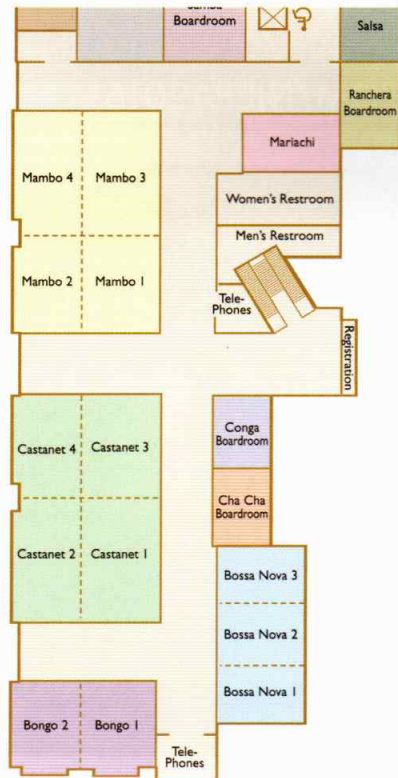 Samba
Boardroom
Salsa
Ranchera
Boardroom
Mariachi
Mambo 4
Mambo 3
Women's Restroom
Men's Restroom
Mambo 2
Mambo 1
Tele-
Phones
Registration
Conga
Boardroom
Castanet 4
Castanet 3
Cha Cha
Boardroom
Castanet 2
Castanet 1
Bossa Nova 3
Bossa Nova 2
Bossa Nova 1
Bongo 2
Bongo 1
Tele-
Phones